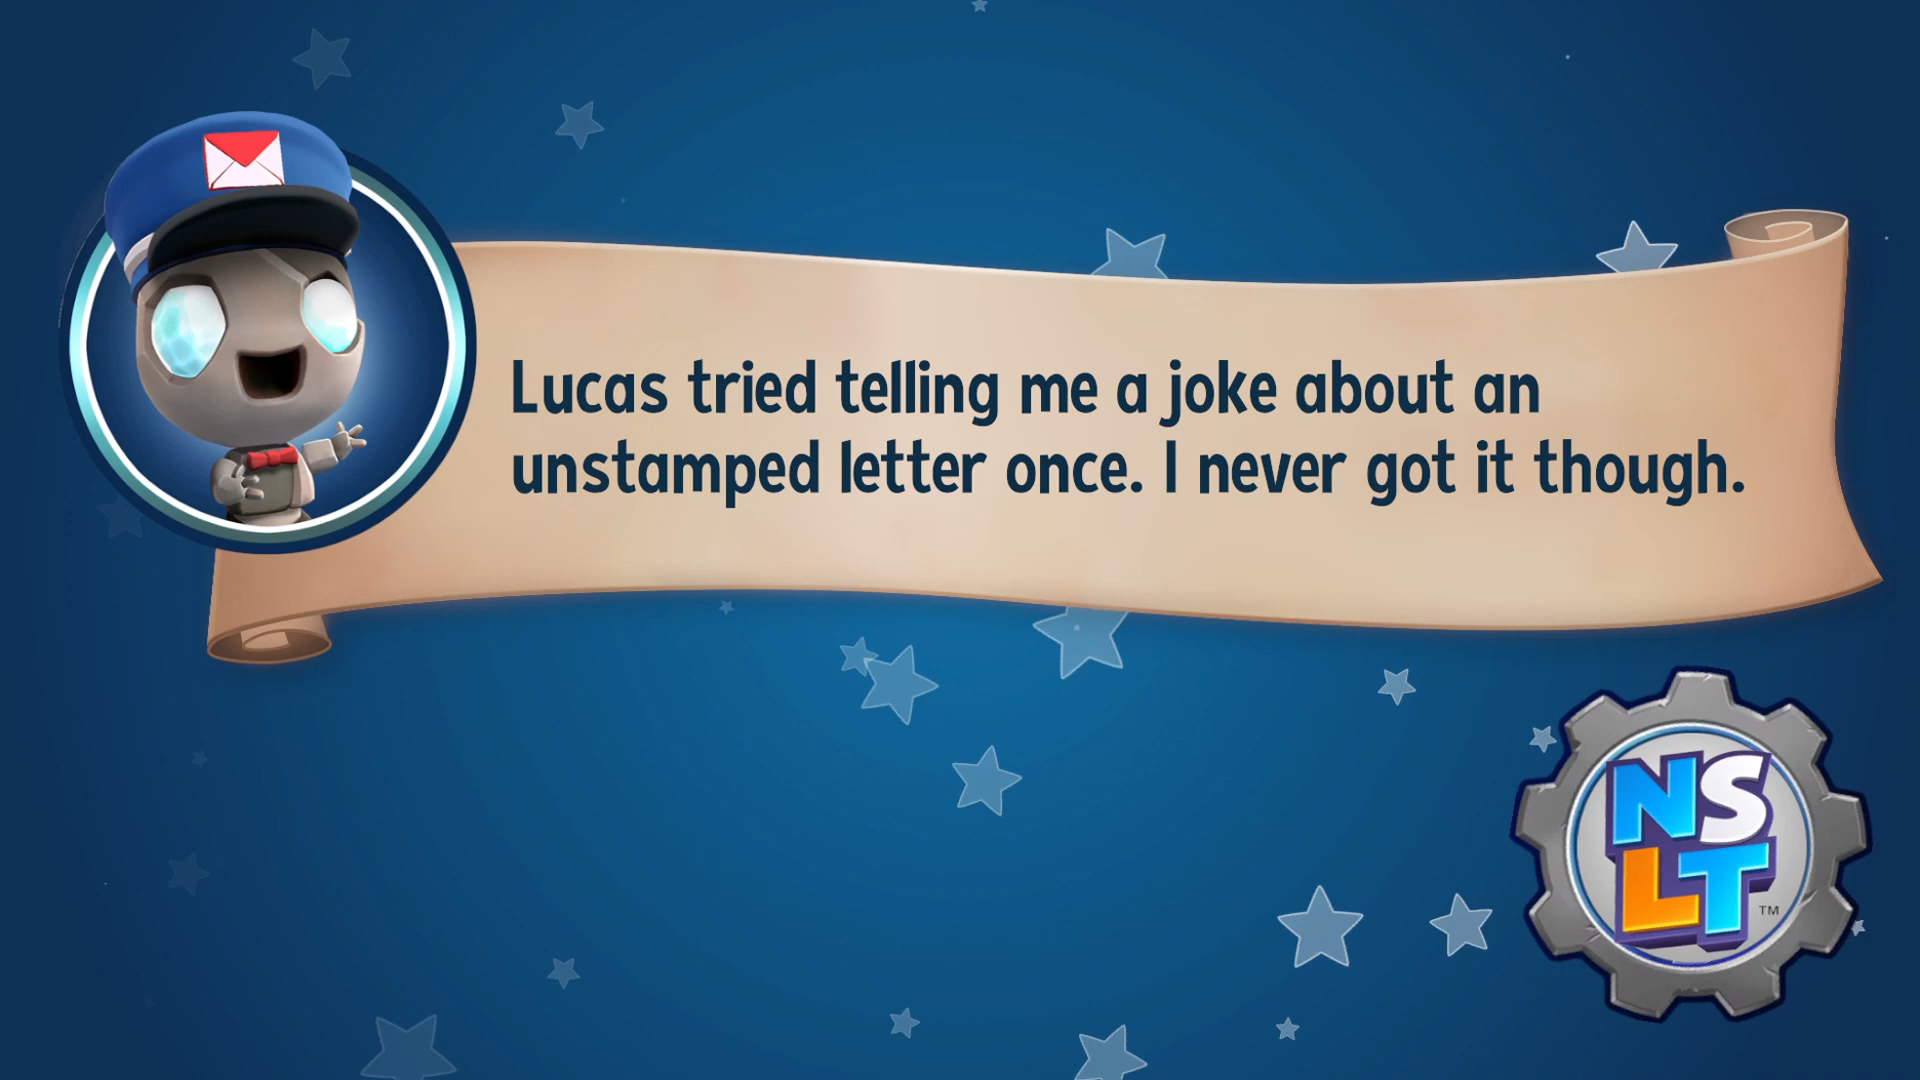 Lucas tried telling me a joke about an
unstamped letter once. I never got it though.
NS
LT
TM